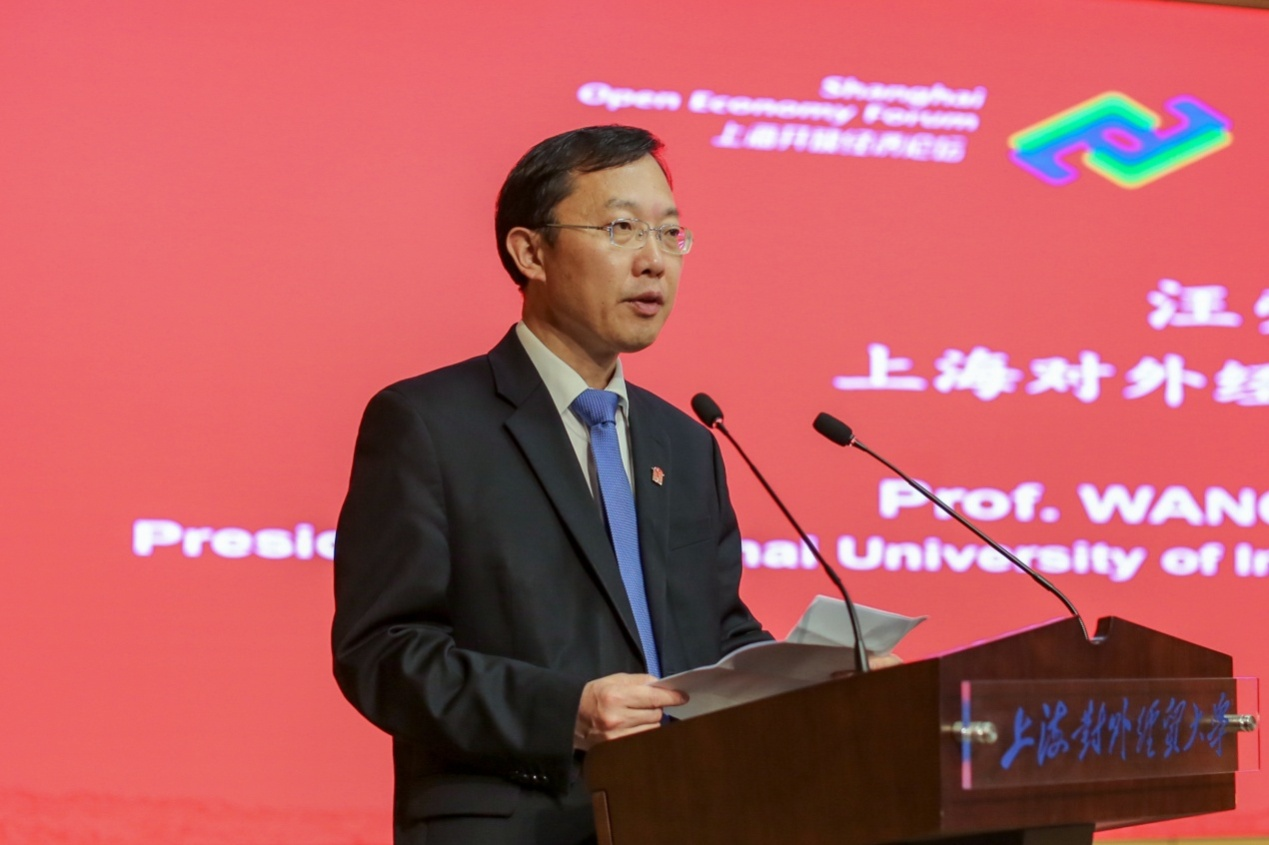 Shanghai
Open Economy Forum
上海开放经济论坛
汪
上海对外经
Prof. WANG
Presi nal University of In
上海对外经贸大学